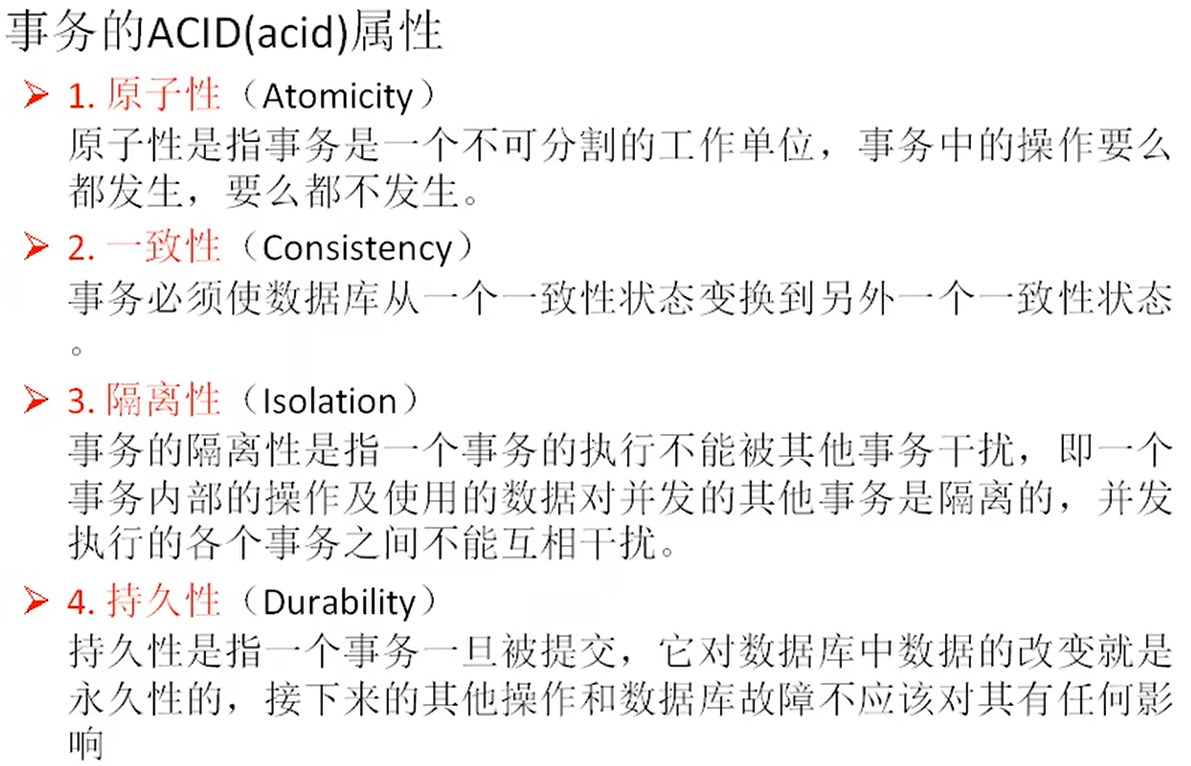 事务的ACID(acid)属性
➢ 1. 原子性（Atomicity）
原子性是指事务是一个不可分割的工作单位，事务中的操作要么
都发生，要么都不发生。
➢ 2. 一致性（Consistency）
事务必须使数据库从一个一致性状态变换到另外一个一致性状态
。
➢ 3. 隔离性（Isolation）
事务的隔离性是指一个事务的执行不能被其他事务干扰，即一个
事务内部的操作及使用的数据对并发的其他事务是隔离的，并发
执行的各个事务之间不能互相干扰。
➢ 4. 持久性（Durability）
持久性是指一个事务一旦被提交，它对数据库中数据的改变就是
永久性的，接下来的其他操作和数据库故障不应该对其有任何影
响